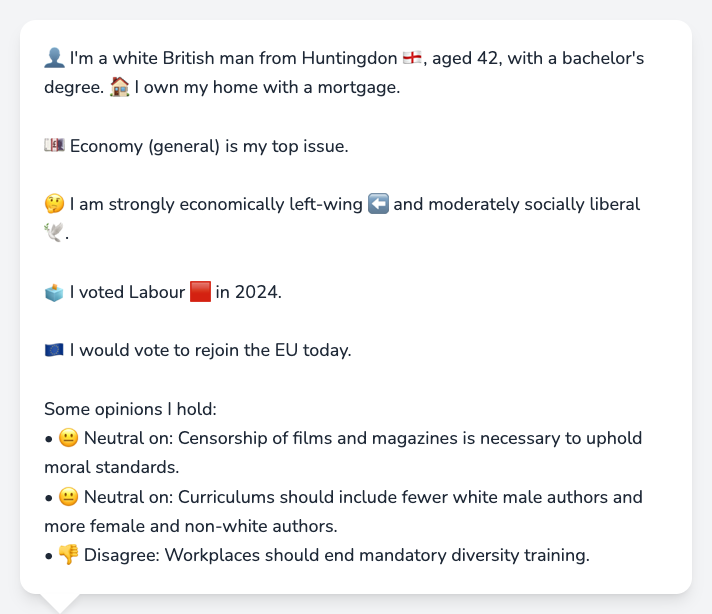 👤 I'm a white British man from Huntingdon 🏴󠁧󠁢󠁥󠁮󠁧󠁿, aged 42, with a bachelor's
degree. 🏠 I own my home with a mortgage.
💷 Economy (general) is my top issue.
🤔 I am strongly economically left-wing ⬅️ and moderately socially liberal
🕊️.
🗳️ I voted Labour 🟥 in 2024.
🇪🇺 I would vote to rejoin the EU today.
Some opinions I hold:
• 😐 Neutral on: Censorship of films and magazines is necessary to uphold
moral standards.
• 😐 Neutral on: Curriculums should include fewer white male authors and
more female and non-white authors.
• 👎 Disagree: Workplaces should end mandatory diversity training.